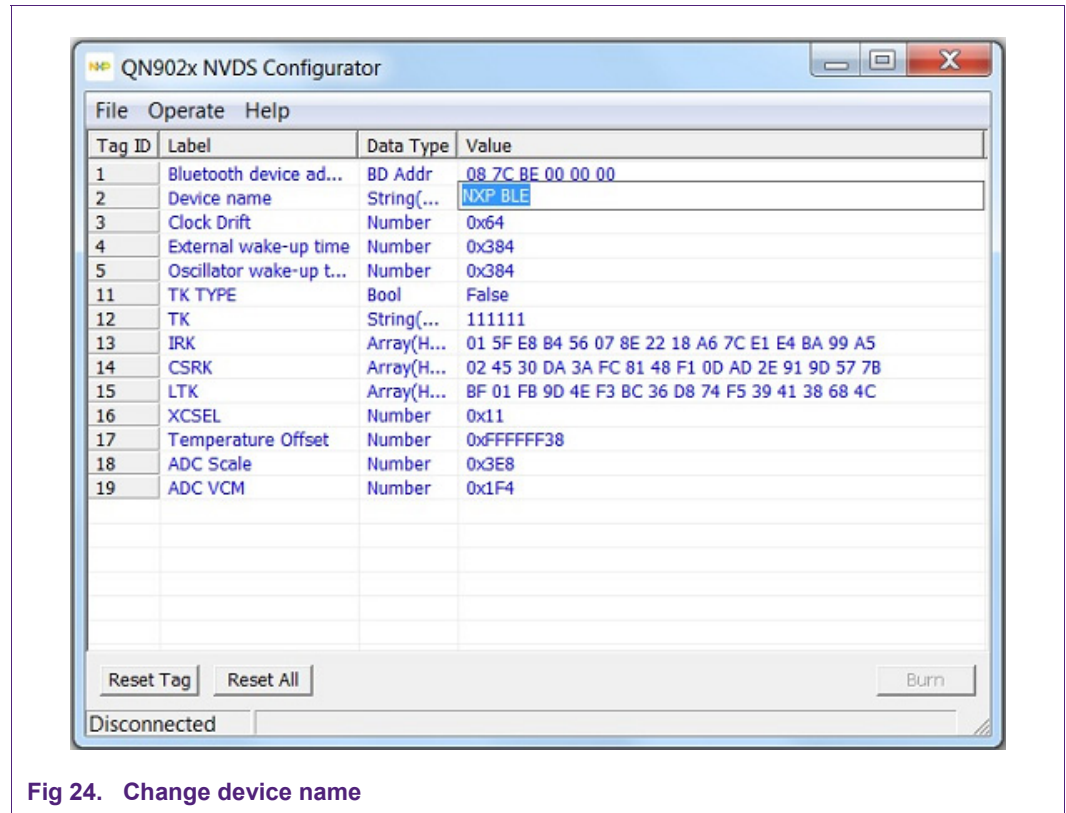 NXP QN902x NVDS Configurator
X
File Operate Help
Tag ID Label Data Type Value
1 Bluetooth device ad... BD Addr 08 7C BE 00 00 00
2 Device name String(... NXP BLE
3 Clock Drift Number 0x64
4 External wake-up time Number 0x384
5 Oscillator wake-up t... Number 0x384
11 TK TYPE Bool False
12 TK String(... 111111
13 IRK Array(H... 01 5F E8 B4 56 07 8E 22 18 A6 7C E1 E4 BA 99 A5
14 CSRK Array(H... 02 45 30 DA 3A FC 81 48 F1 0D AD 2E 91 9D 57 7B
15 LTK Array(H... BF 01 FB 9D 4E F3 BC 36 D8 74 F5 39 41 38 68 4C
16 XCSEL Number 0x11
17 Temperature Offset Number 0xFFFFFF38
18 ADC Scale Number 0x3E8
19 ADC VCM Number 0x1F4
Reset Tag Reset All Burn
Disconnected
Fig 24. Change device name